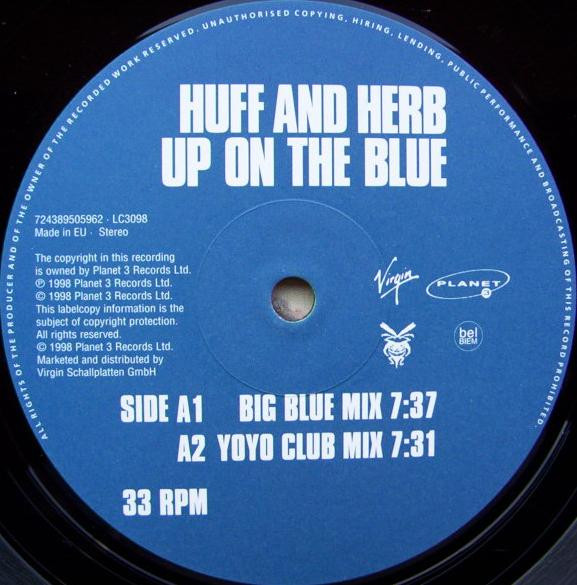 ALL RIGHTS OF THE PRODUCER AND OF THE OWNER OF THE RECORDED WORK RESERVED. UNAUTHORISED COPYING, HIRING, LENDING, PUBLIC PERFORMANCE AND BROADCASTING OF THIS RECORD PROHIBITED.
HUFF AND HERB
UP ON THE BLUE
724389505962 · LC3098
Made in EU · Stereo
The copyright in this recording
is owned by Planet 3 Records Ltd.
℗ 1998 Planet 3 Records Ltd.
© 1998 Planet 3 Records Ltd.
This labelcopy information is the
subject of copyright protection.
All rights reserved.
© 1998 Planet 3 Records Ltd.
Marketed and distributed by
Virgin Schallplatten GmbH
Virgin
PLANET
3
bel
BIEM
SIDE A1 BIG BLUE MIX 7:37
A2 YOYO CLUB MIX 7:31
33 RPM